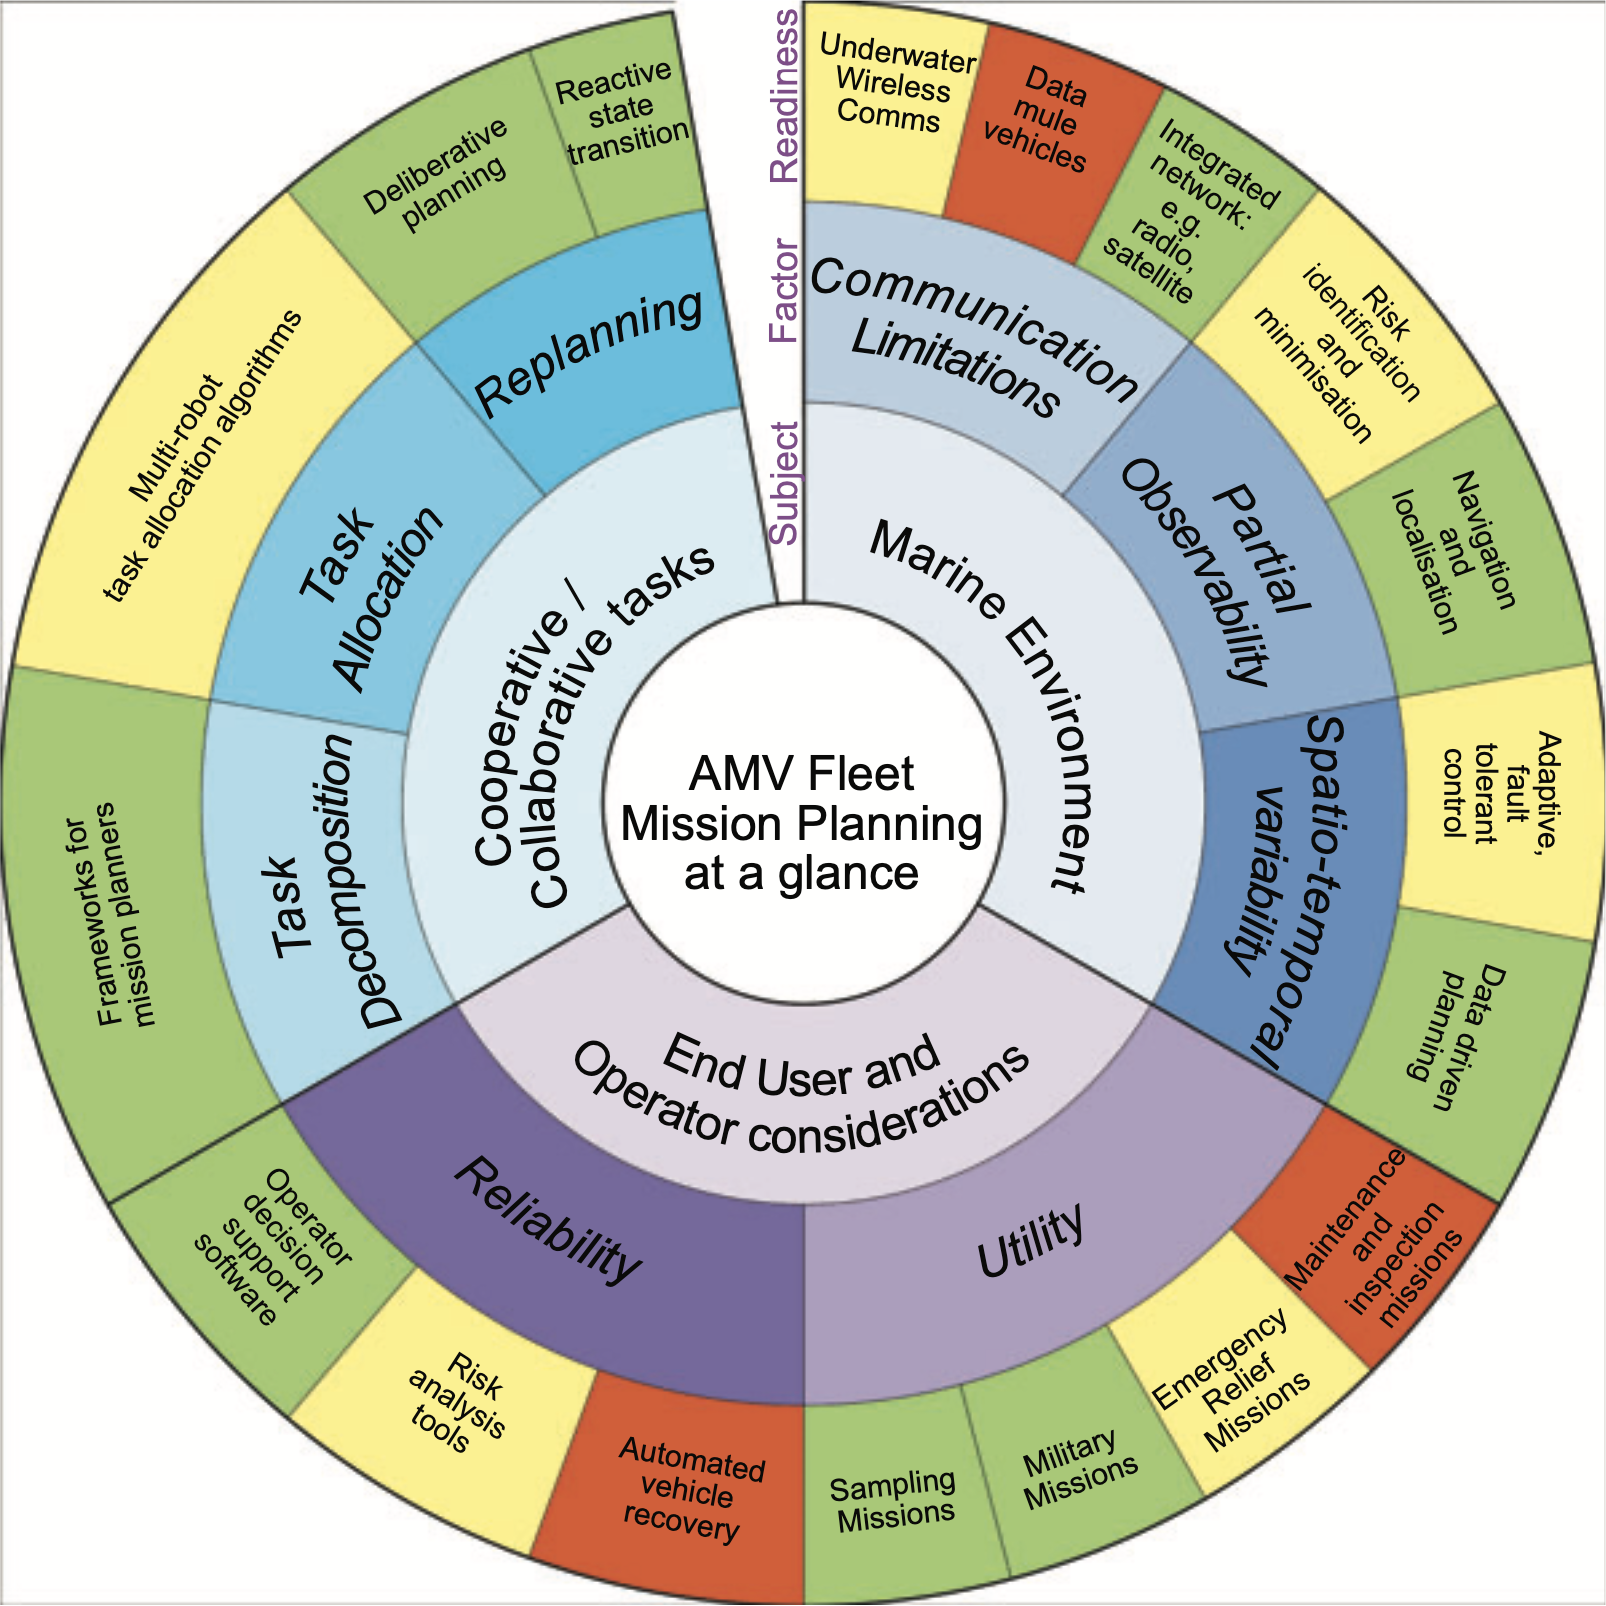 Readiness
Factor
Subject
AMV Fleet
Mission Planning
at a glance
Marine Environment
Communication
Limitations
Underwater
Wireless
Comms
Data
mule
vehicles
Integrated
network:
e.g.
radio,
satellite
Partial
Observability
Risk
identification
and
minimisation
Navigation
and
localisation
Spatio-temporal
variability
Adaptive,
fault
tolerant
control
Data driven
planning
End User and
Operator considerations
Utility
Maintenance
and
inspection
missions
Emergency
Relief
Missions
Military
Missions
Sampling
Missions
Reliability
Automated
vehicle
recovery
Risk
analysis
tools
Operator
decision
support
software
Cooperative /
Collaborative tasks
Task
Decomposition
Frameworks for
mission planners
Task
Allocation
Multi-robot
task allocation algorithms
Replanning
Deliberative
planning
Reactive
state
transition